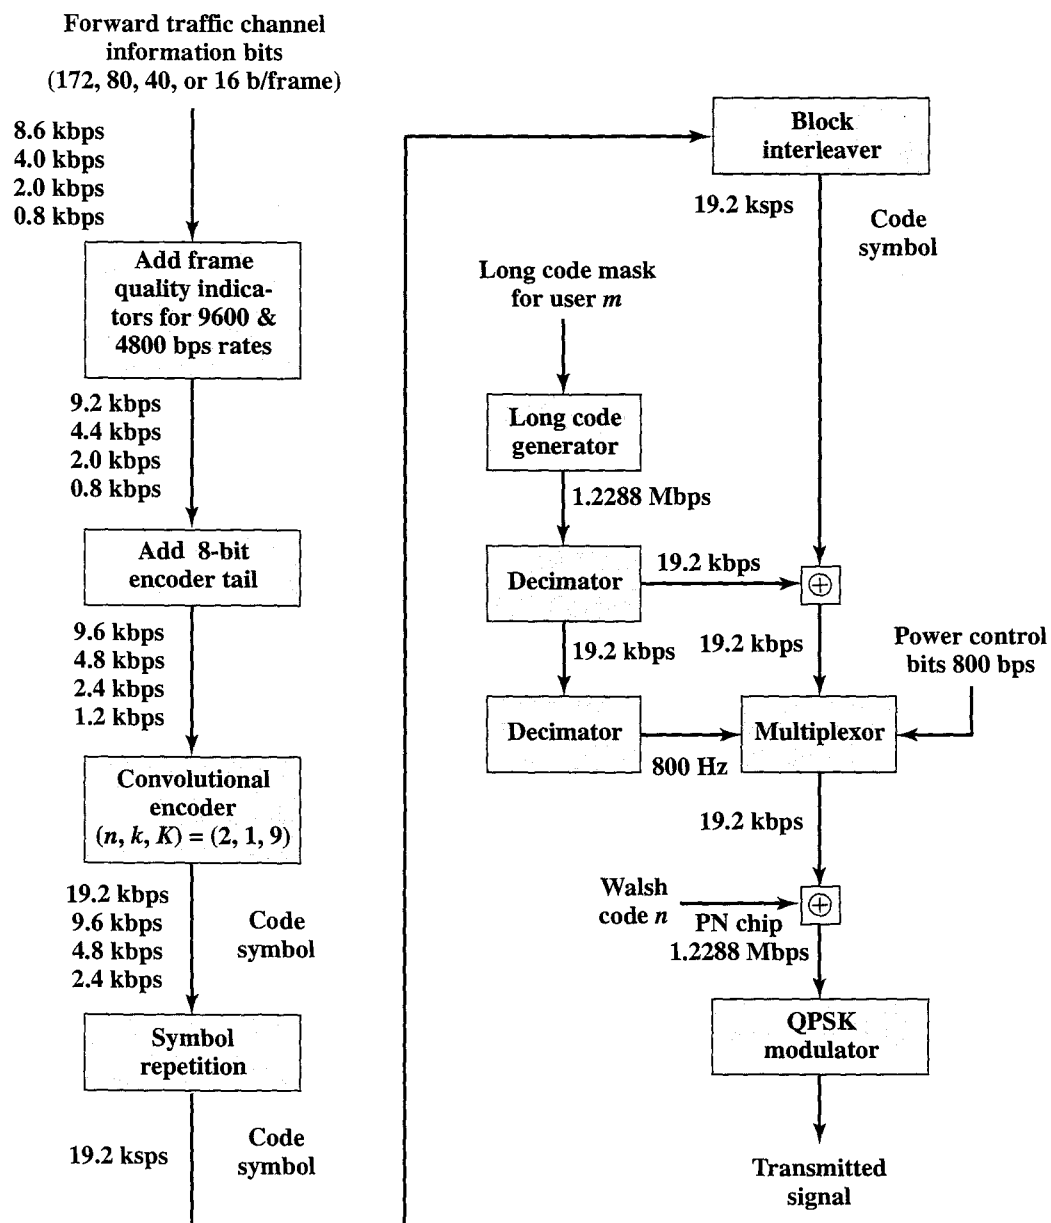 Forward traffic channel
information bits
(172, 80, 40, or 16 b/frame)
8.6 kbps
4.0 kbps
2.0 kbps
0.8 kbps
Add frame
quality indica-
tors for 9600 &
4800 bps rates
9.2 kbps
4.4 kbps
2.0 kbps
0.8 kbps
Add 8-bit
encoder tail
9.6 kbps
4.8 kbps
2.4 kbps
1.2 kbps
Convolutional
encoder
(n, k, K) = (2, 1, 9)
19.2 kbps
9.6 kbps
4.8 kbps
2.4 kbps
Code
symbol
Symbol
repetition
19.2 ksps
Code
symbol
Block
interleaver
19.2 ksps
Code
symbol
Long code mask
for user m
Long code
generator
1.2288 Mbps
Decimator
19.2 kbps
⊕
19.2 kbps
19.2 kbps
Power control
bits 800 bps
Decimator
800 Hz
Multiplexor
19.2 kbps
Walsh
code n
PN chip
1.2288 Mbps
⊕
QPSK
modulator
Transmitted
signal